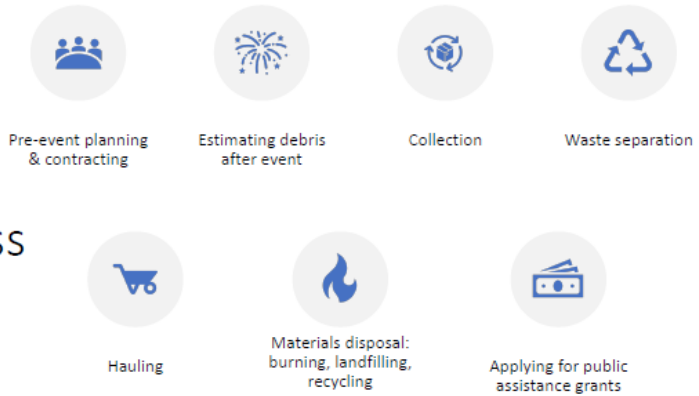 Pre-event planning
& contracting
Estimating debris
after event
Collection
Waste separation
Hauling
Materials disposal:
burning, landfilling,
recycling
Applying for public
assistance grants